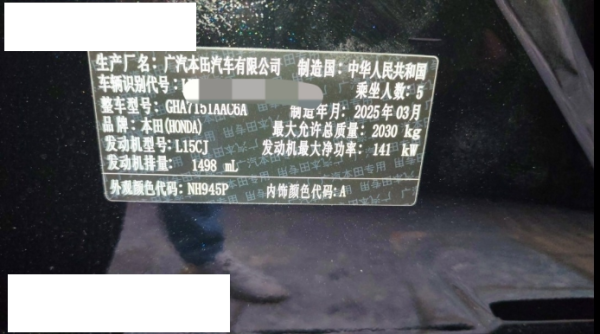 生产厂名：广汽本田汽车有限公司 制造国：中华人民共和国
车辆识别代号： 乘坐人数：5
整车型号：GHA7151AAC6A 制造年月：2025年03月
品牌：本田(HONDA) 最大允许总质量：2030 kg
发动机型号：L15CJ 发动机最大净功率：141 kW
发动机排量：1498 mL
外观颜色代码：NH945P 内饰颜色代码：A